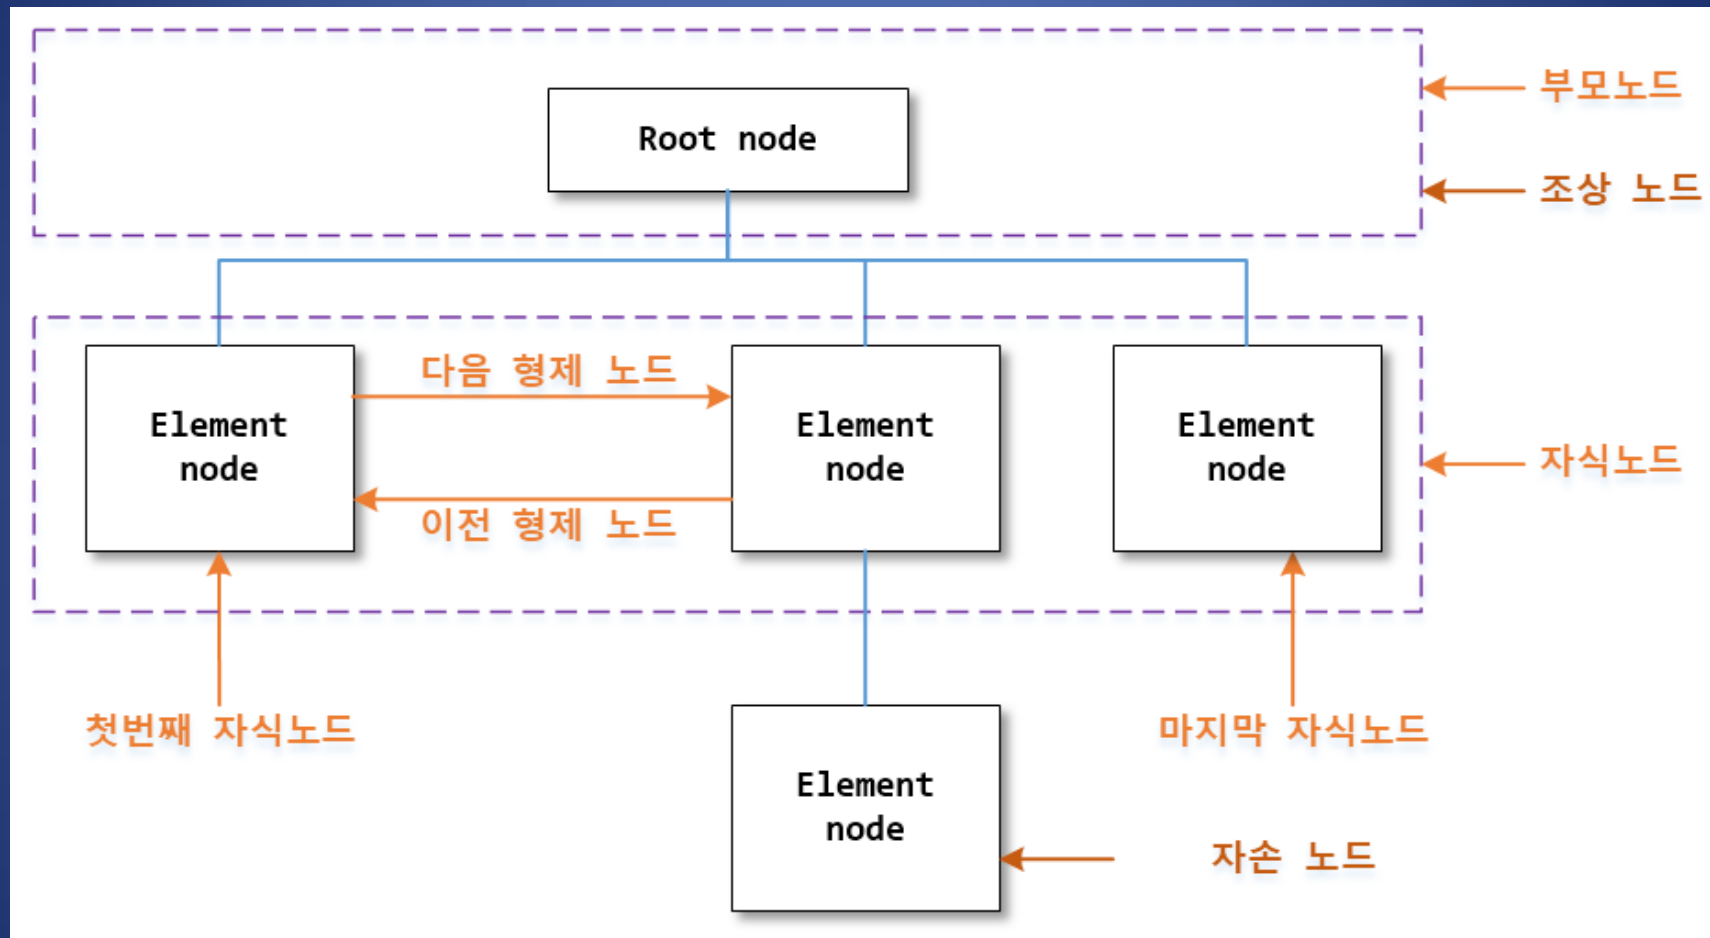 부모노드
Root node
조상 노드
다음 형제 노드
Element
node
Element
node
Element
node
자식노드
이전 형제 노드
첫번째 자식노드
마지막 자식노드
Element
node
자손 노드